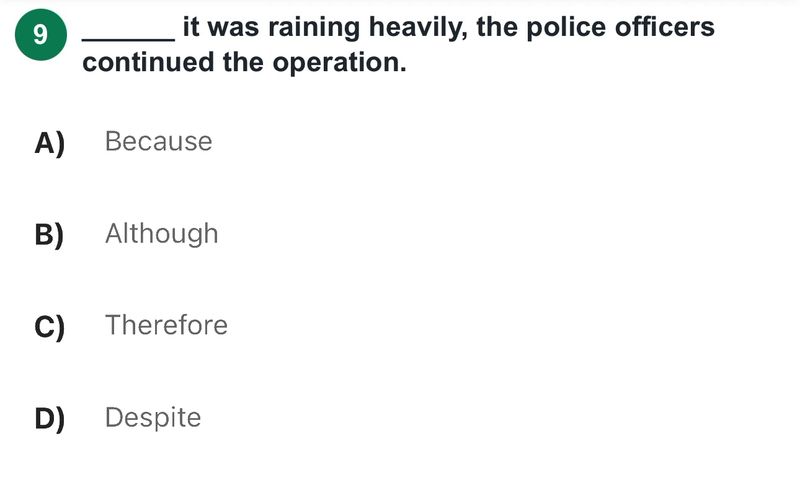 9 ______ it was raining heavily, the police officers
continued the operation.
A) Because
B) Although
C) Therefore
D) Despite